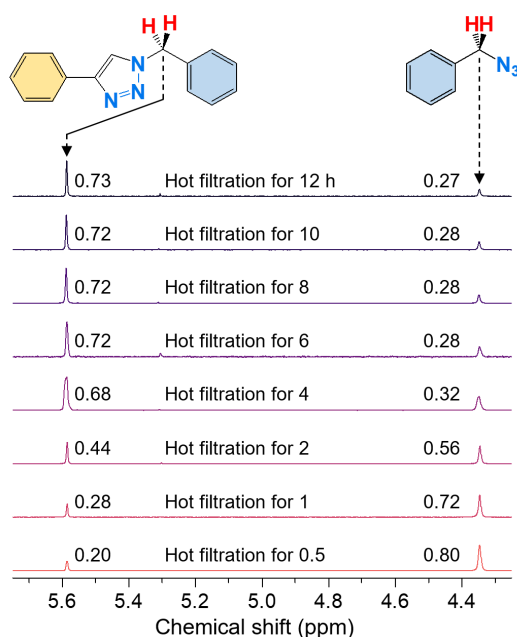 H H
HH
N
N
N
N₃
0.73 Hot filtration for 12 h 0.27
0.72 Hot filtration for 10 0.28
0.72 Hot filtration for 8 0.28
0.72 Hot filtration for 6 0.28
0.68 Hot filtration for 4 0.32
0.44 Hot filtration for 2 0.56
0.28 Hot filtration for 1 0.72
0.20 Hot filtration for 0.5 0.80
5.6 5.4 5.2 5.0 4.8 4.6 4.4
Chemical shift (ppm)